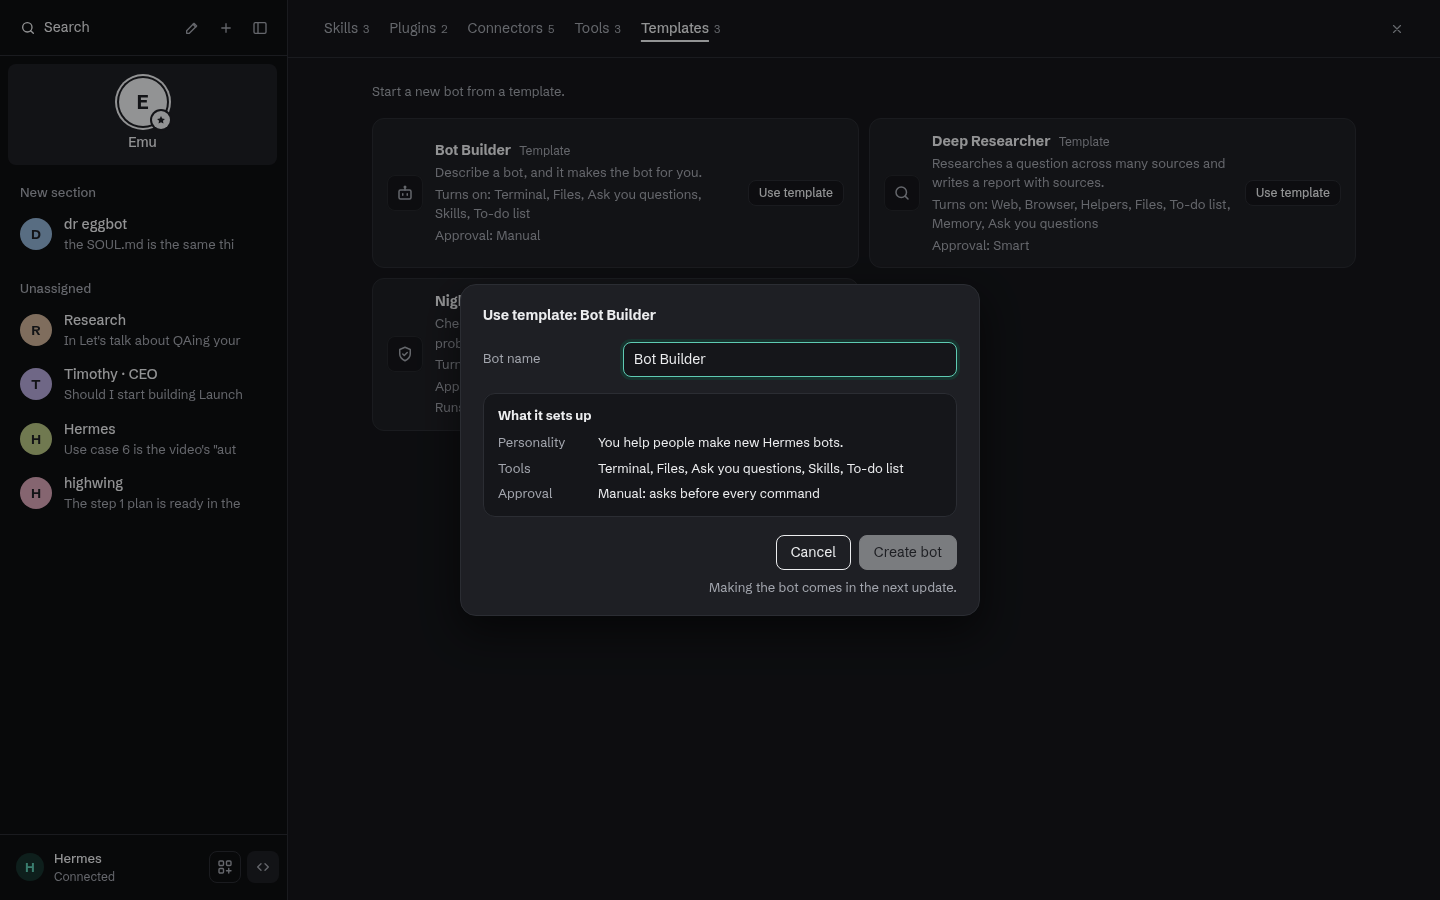 Search
Skills 3
Plugins 2
Connectors 5
Tools 3
Templates 3
E
Emu
New section
D
dr eggbot
the SOUL.md is the same thi
Unassigned
R
Research
In Let's talk about QAing your
T
Timothy · CEO
Should I start building Launch
H
Hermes
Use case 6 is the video's "aut
H
highwing
The step 1 plan is ready in the
H
Hermes
Connected
Start a new bot from a template.
Bot Builder Template
Describe a bot, and it makes the bot for you.
Turns on: Terminal, Files, Ask you questions,
Skills, To-do list
Approval: Manual
Use template
Deep Researcher Template
Researches a question across many sources and
writes a report with sources.
Turns on: Web, Browser, Helpers, Files, To-do list,
Memory, Ask you questions
Approval: Smart
Use template
Use template: Bot Builder
Bot name
Bot Builder
What it sets up
Personality You help people make new Hermes bots.
Tools Terminal, Files, Ask you questions, Skills, To-do list
Approval Manual: asks before every command
Cancel
Create bot
Making the bot comes in the next update.